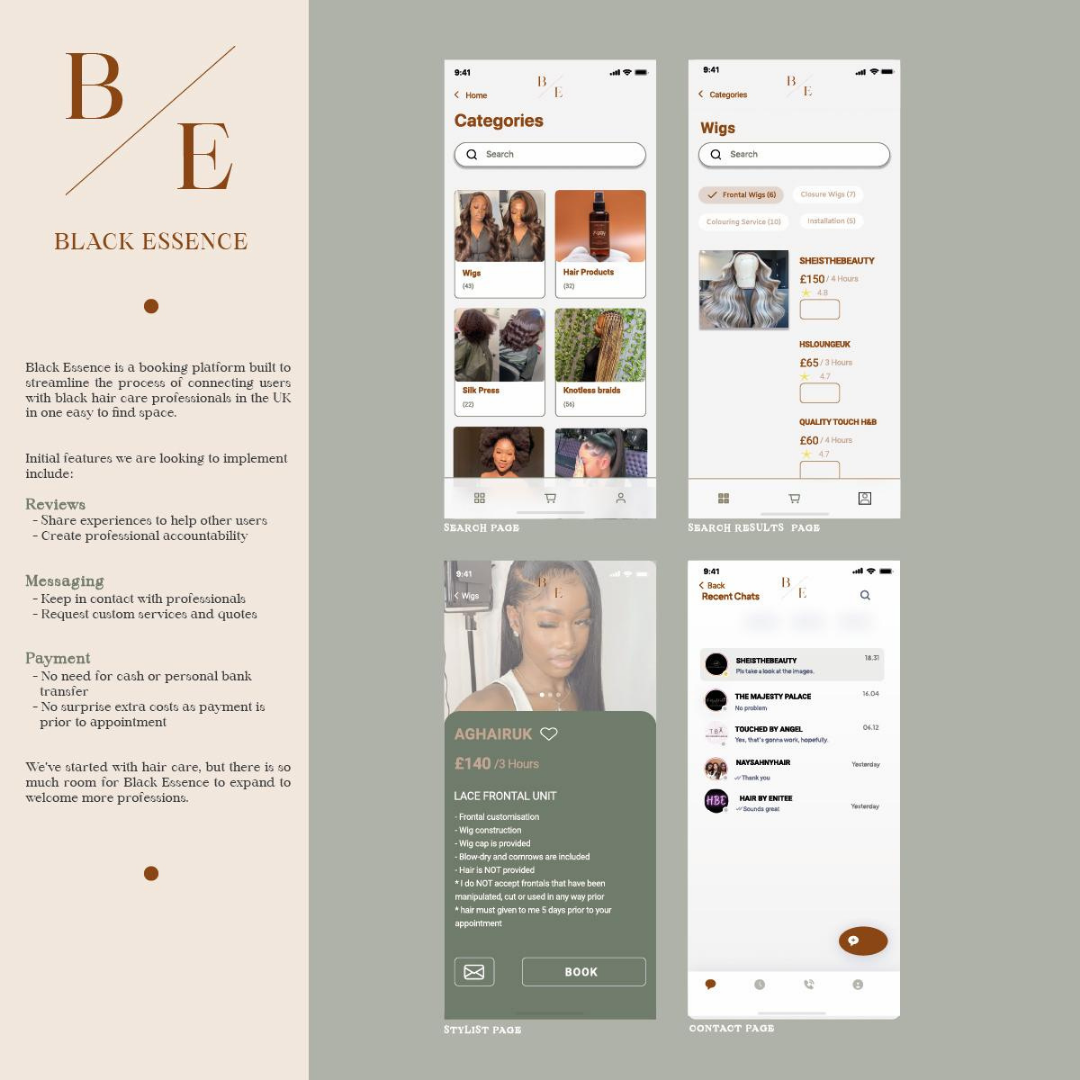 B
E
BLACK ESSENCE
Black Essence is a booking platform built to
streamline the process of connecting users
with black hair care professionals in the UK
in one easy to find space.
Initial features we are looking to implement
include:
Reviews
- Share experiences to help other users
- Create professional accountability
Messaging
- Keep in contact with professionals
- Request custom services and quotes
Payment
- No need for cash or personal bank
transfer
- No surprise extra costs as payment is
prior to appointment
We've started with hair care, but there is so
much room for Black Essence to expand to
welcome more professions.
9:41
B
E
Home
Categories
Search
Wigs
(43)
Hair Products
(32)
Silk Press
(22)
Knotless braids
(56)
SEARCH PAGE
9:41
B
E
Categories
Wigs
Search
Frontal Wigs (6)
Closure Wigs (7)
Colouring Service (10)
Installation (5)
SHEISTHEBEAUTY
£150 / 4 Hours
4.8
HSLOUNGEUK
£65 / 3 Hours
4.7
QUALITY TOUCH H&B
£60 / 4 Hours
4.7
SEARCH RESULTS PAGE
9:41
B
E
Wigs
AGHAIRUK
£140 /3 Hours
LACE FRONTAL UNIT
- Frontal customisation
- Wig construction
- Wig cap is provided
- Blow-dry and cornrows are included
- Hair is NOT provided
* I do NOT accept frontals that have been
manipulated, cut or used in any way prior
* hair must given to me 5 days prior to your
appointment
BOOK
STYLIST PAGE
9:41
B
E
Back
Recent Chats
SHEISTHEBEAUTY
18.31
Pls take a look at the images.
THE MAJESTY PALACE
16.04
No problem
TBA
TOUCHED BY ANGEL
06.12
Yes, that's gonna work, hopefully.
NAYSAHNYHAIR
Yesterday
Thank you
HBE
HAIR BY ENITEE
Yesterday
Sounds great
CONTACT PAGE